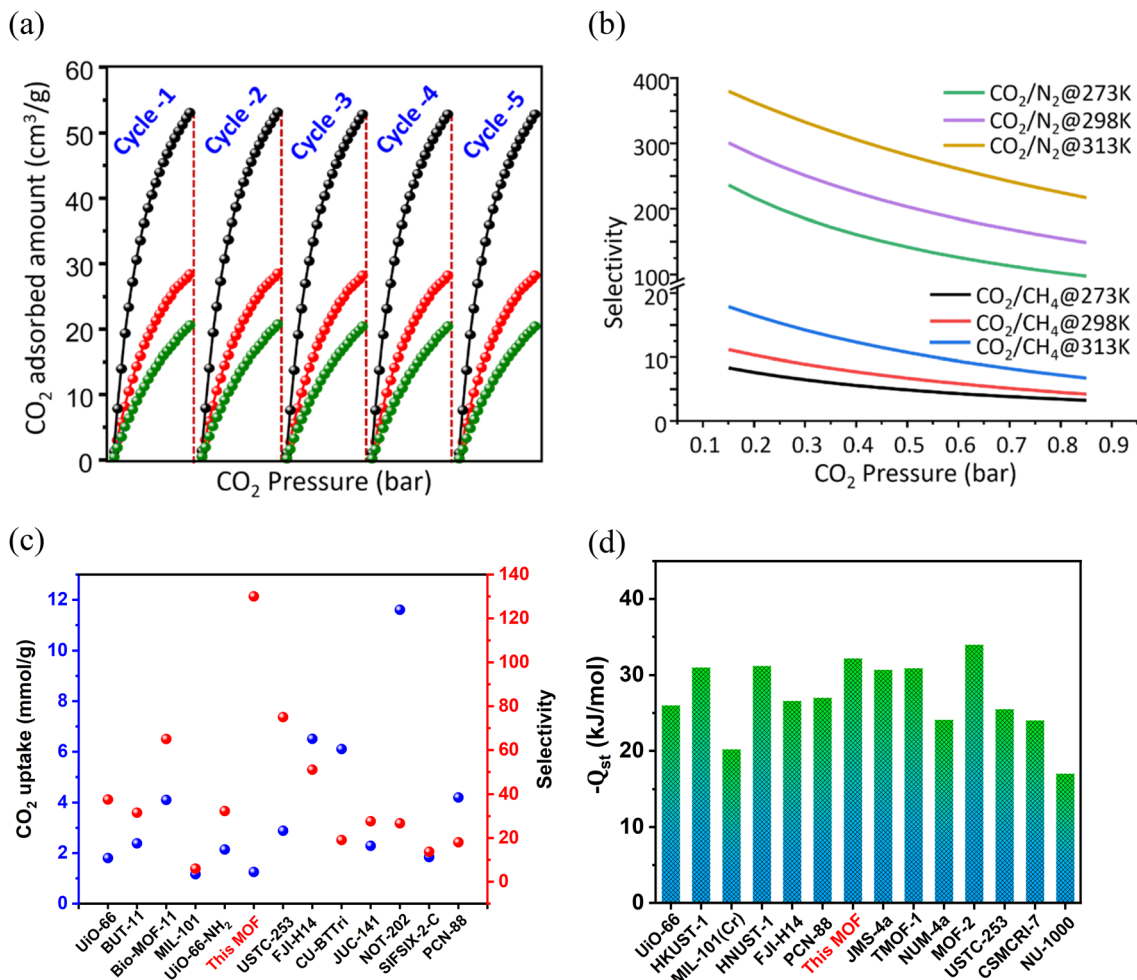 (a)
CO₂ adsorbed amount (cm³/g)
60
50
40
30
20
10
0
Cycle -1
Cycle -2
Cycle -3
Cycle -4
Cycle -5
CO₂ Pressure (bar)
(b)
Selectivity
400
300
200
100
20
10
0
CO₂/N₂@273K
CO₂/N₂@298K
CO₂/N₂@313K
CO₂/CH₄@273K
CO₂/CH₄@298K
CO₂/CH₄@313K
0.1 0.2 0.3 0.4 0.5 0.6 0.7 0.8 0.9
CO₂ Pressure (bar)
(c)
CO₂ uptake (mmol/g)
12
10
8
6
4
2
0
140
120
100
80
60
40
20
0
Selectivity
UiO-66
BUT-11
Bio-MOF-11
MIL-101
UIO-66-NH₂
This MOF
USTC-253
FJI-H14
CU-BTTri
JUC-141
NOT-202
SIFSIX-2-C
PCN-88
(d)
-Qst (kJ/mol)
40
30
20
10
0
UiO-66
HKUST-1
MIL-101(Cr)
HNUST-1
FJI-H14
PCN-88
This MOF
JMS-4a
TMOF-1
NUM-4a
MOF-2
USTC-253
CSMCRI-7
NU-1000